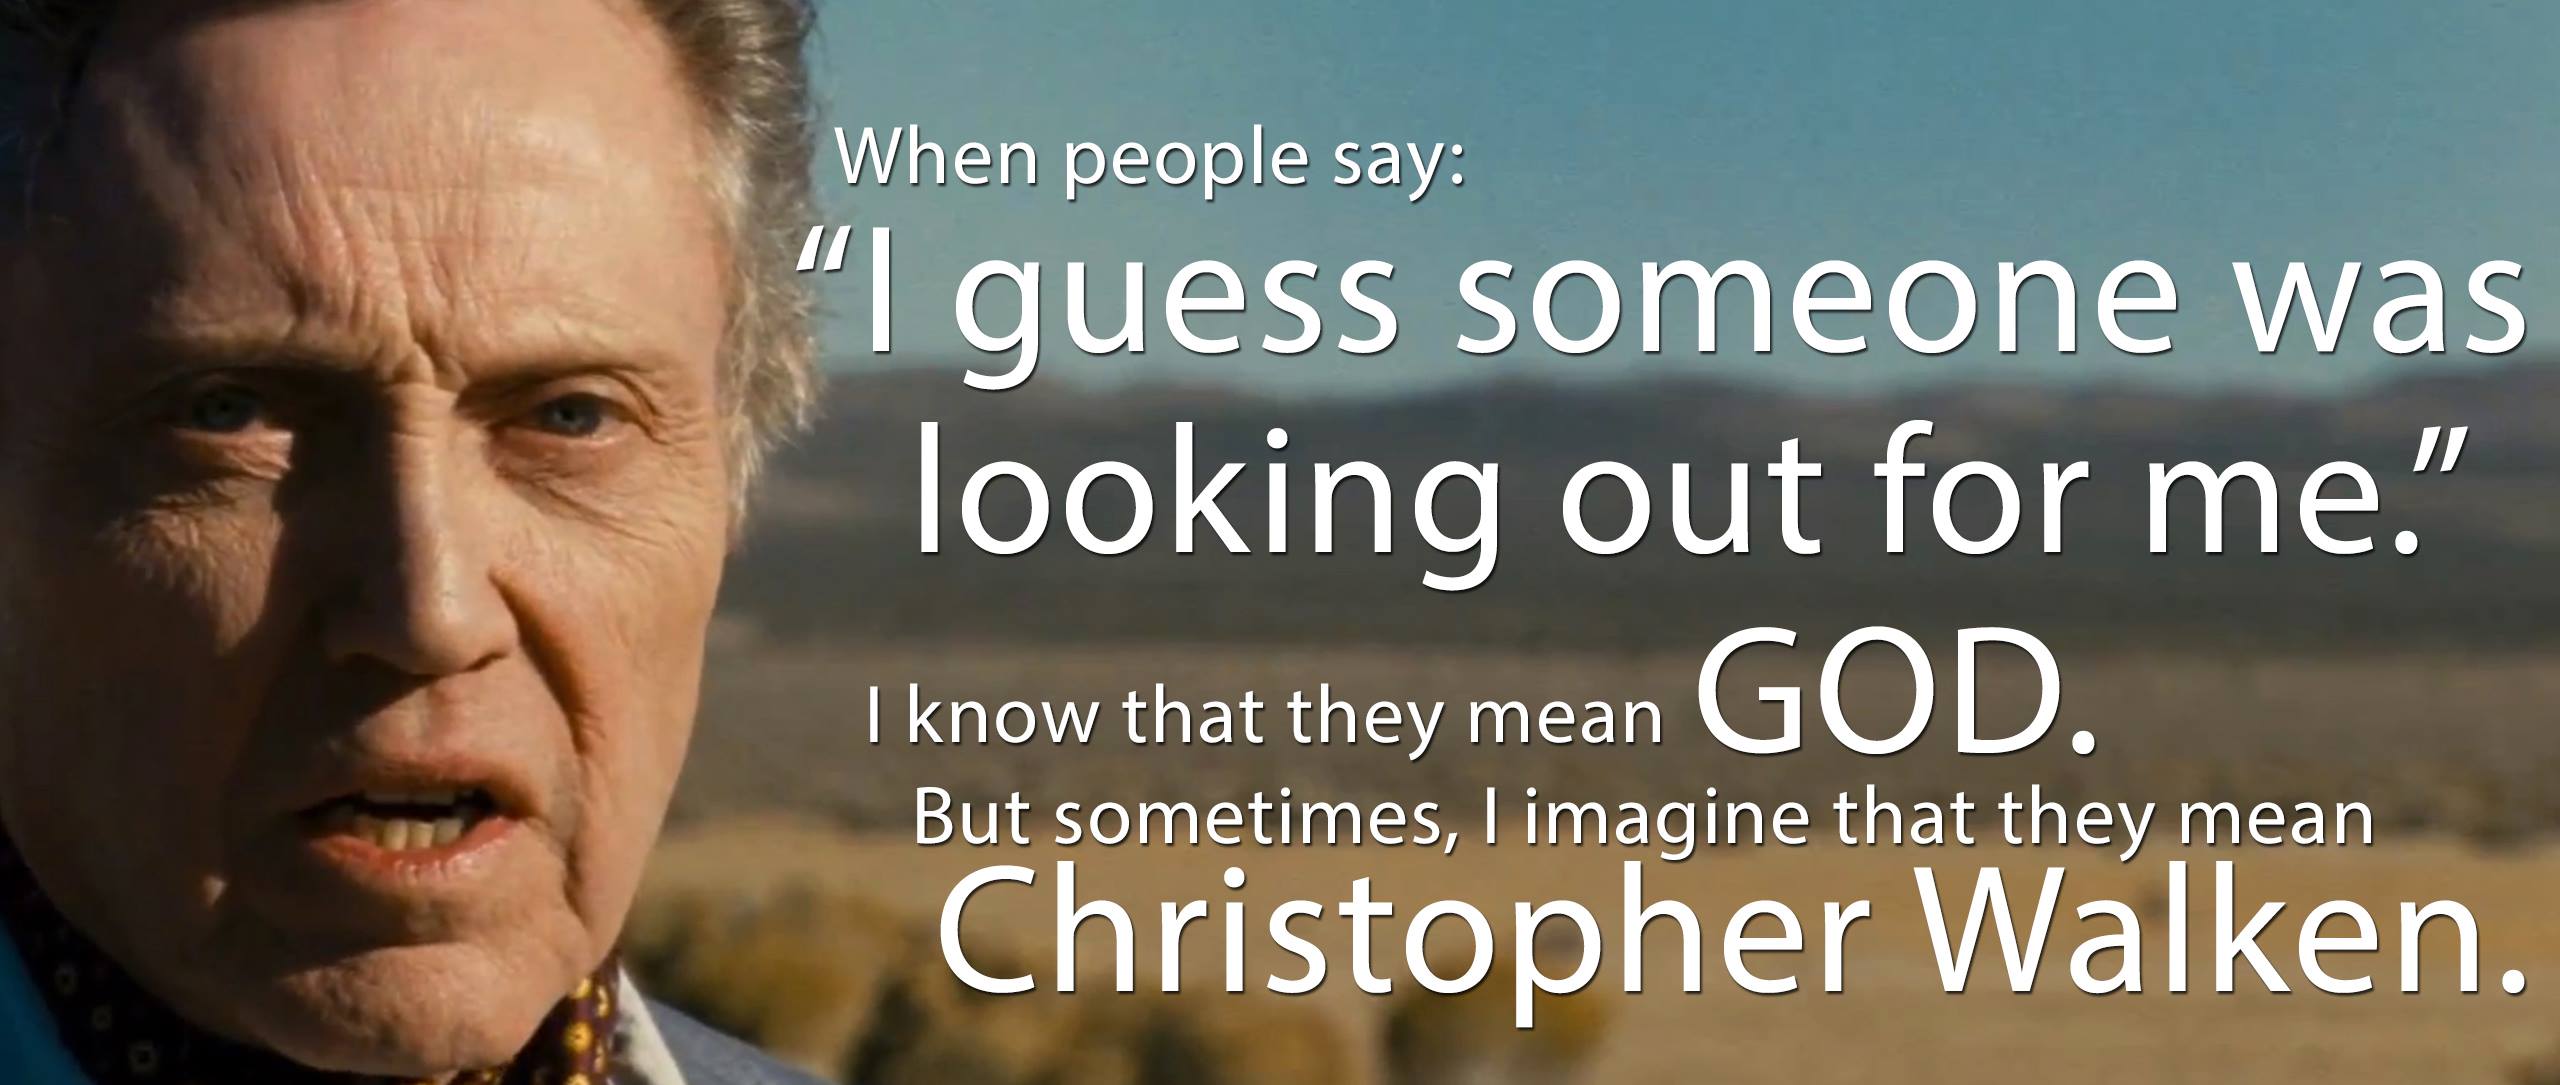 When people say:
“I guess someone was
looking out for me.”
I know that they mean GOD.
But sometimes, I imagine that they mean
Christopher Walken.